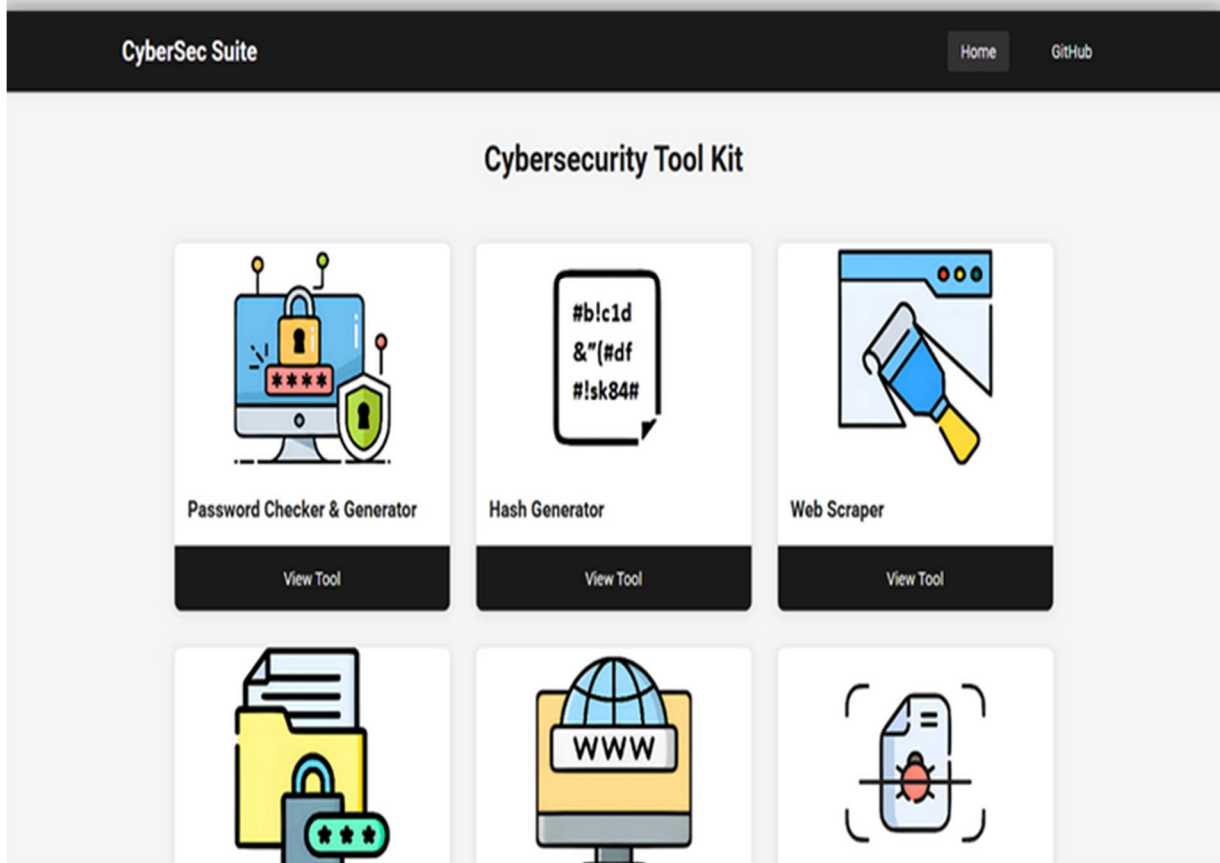 CyberSec Suite
Home
GitHub
Cybersecurity Tool Kit
****
#b!c1d
&"(#df
#!sk84#
Password Checker & Generator
Hash Generator
Web Scraper
View Tool
View Tool
View Tool
WWW
***